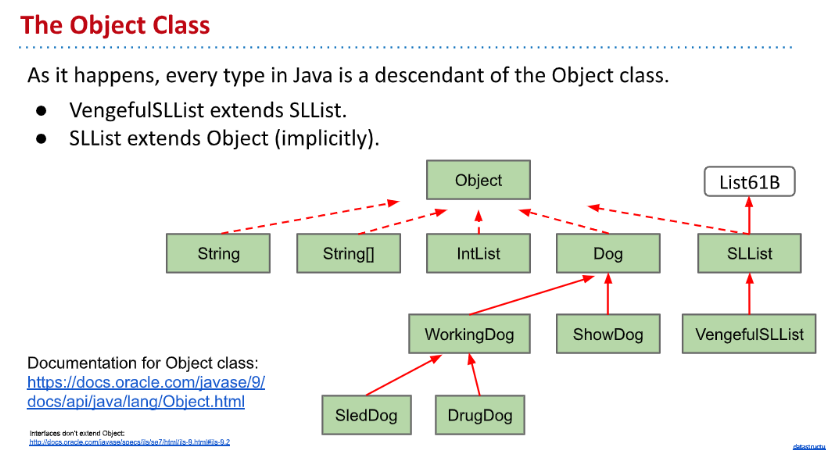 The Object Class
As it happens, every type in Java is a descendant of the Object class.
● VengefulSLList extends SLList.
● SLList extends Object (implicitly).
Object
List61B
String
String[]
IntList
Dog
SLList
WorkingDog
ShowDog
VengefulSLList
Documentation for Object class:
https://docs.oracle.com/javase/9/
docs/api/java/lang/Object.html
SledDog
DrugDog
Interfaces don't extend Object:
http://docs.oracle.com/javase/specs/jls/se7/html/jls-9.html#jls-9.2
datastructu